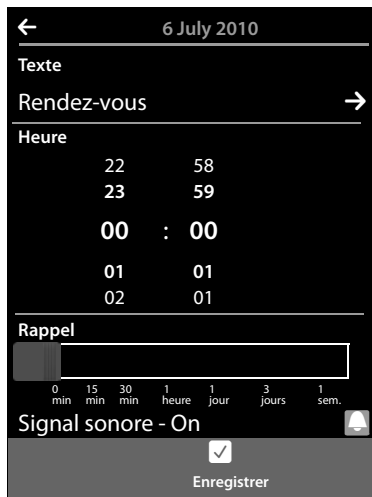 6 July 2010
Texte
Rendez-vous
Heure
22 58
23 59
00 : 00
01 01
02 01
Rappel
0 min 15 min 30 min 1 heure 1 jour 3 jours 1 sem.
Signal sonore - On
Enregistrer